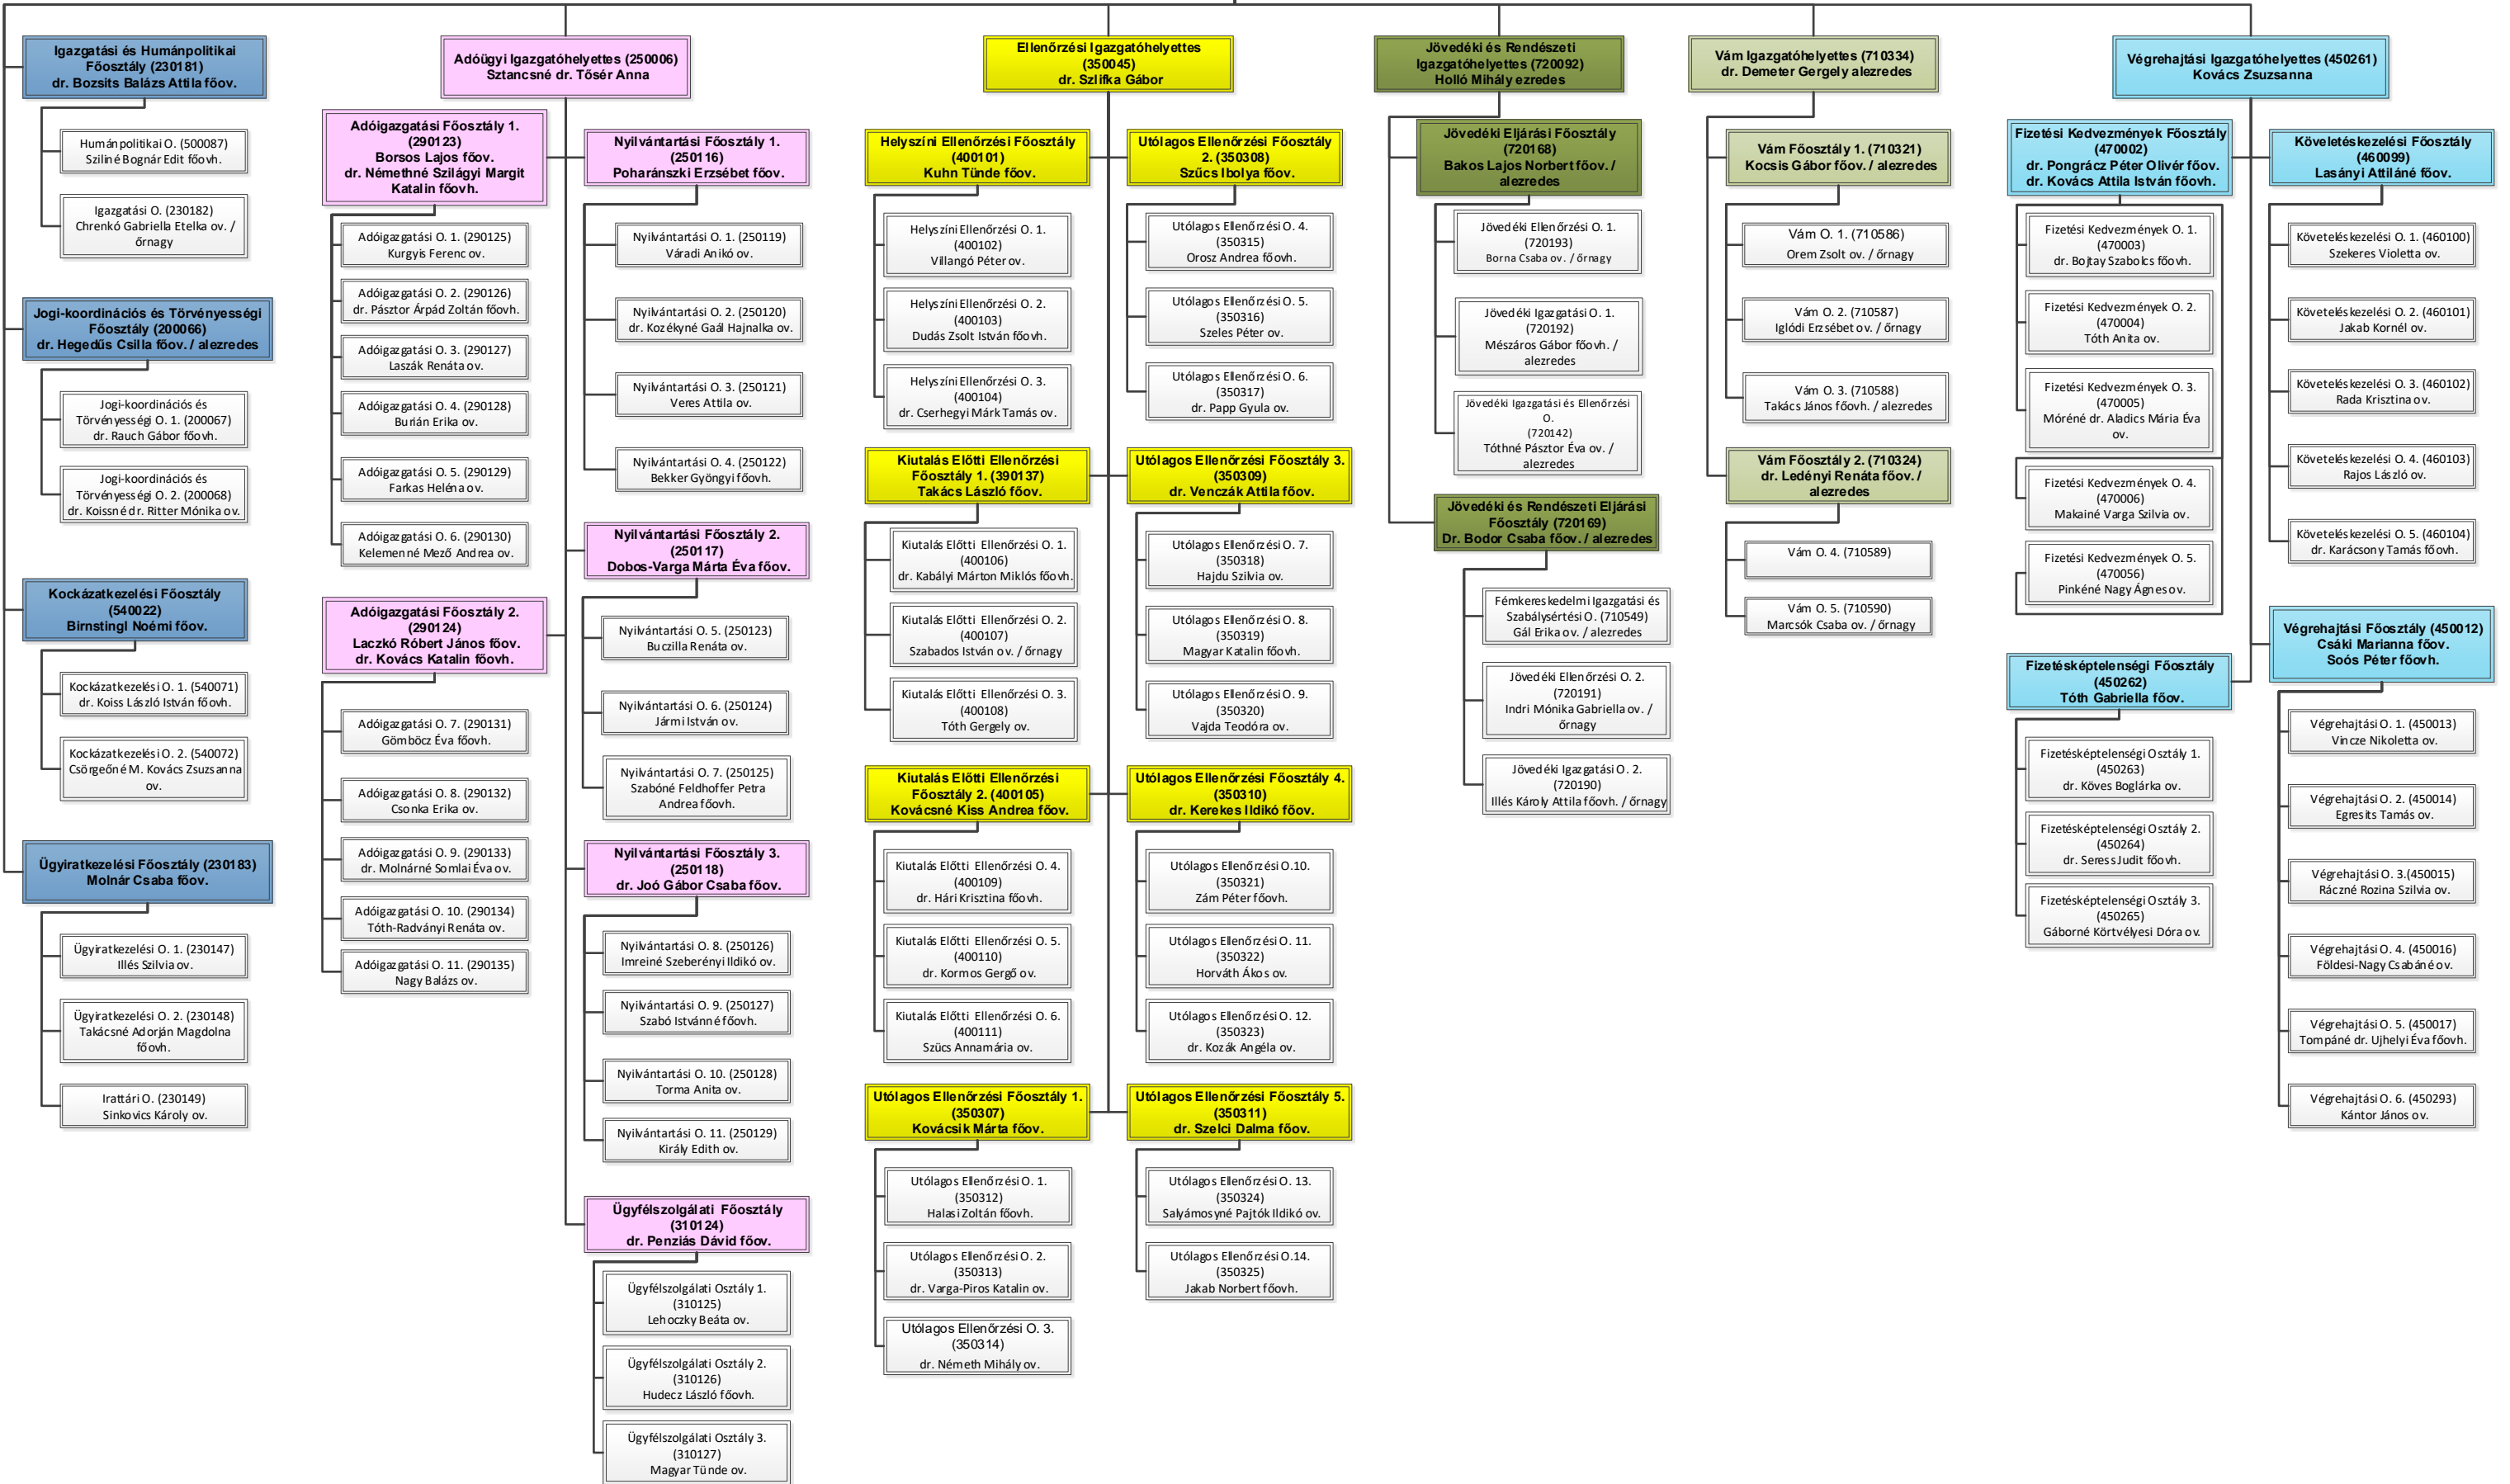 Igazgatási és Humánpolitikai
Főosztály (230181)
dr. Bozsits Balázs Attila főov.
Humánpolitikai O. (500087)
Sziliné Bognár Edit főovh.
Igazgatási O. (230182)
Chrenkó Gabriella Etelka ov. /
őrnagy
Jogi-koordinációs és Törvényességi
Főosztály (200066)
dr. Hegedűs Csilla főov. / alezredes
Jogi-koordinációs és
Törvényességi O. 1. (200067)
dr. Rauch Gábor főovh.
Jogi-koordinációs és
Törvényességi O. 2. (200068)
dr. Koissné dr. Ritter Mónika ov.
Kockázatkezelési Főosztály
(540022)
Birnstingl Noémi főov.
Kockázatkezelési O. 1. (540071)
dr. Koiss László István főovh.
Kockázatkezelési O. 2. (540072)
Csörgeőné M. Kovács Zsuzsanna
ov.
Ügyiratkezelési Főosztály (230183)
Molnár Csaba főov.
Ügyiratkezelési O. 1. (230147)
Illés Szilvia ov.
Ügyiratkezelési O. 2. (230148)
Takácsné Adorján Magdolna
főovh.
Irattári O. (230149)
Sinkovics Károly ov.
Adóügyi Igazgatóhelyettes (250006)
Sztancsné dr. Tősér Anna
Adóigazgatási Főosztály 1.
(290123)
Borsos Lajos főov.
dr. Némethné Szilágyi Margit
Katalin főovh.
Adóigazgatási O. 1. (290125)
Kurgyis Ferenc ov.
Adóigazgatási O. 2. (290126)
dr. Pásztor Árpád Zoltán főovh.
Adóigazgatási O. 3. (290127)
Laszák Renáta ov.
Adóigazgatási O. 4. (290128)
Burián Erika ov.
Adóigazgatási O. 5. (290129)
Farkas Heléna ov.
Adóigazgatási O. 6. (290130)
Kelemenné Mező Andrea ov.
Adóigazgatási Főosztály 2.
(290124)
Laczkó Róbert János főov.
dr. Kovács Katalin főovh.
Adóigazgatási O. 7. (290131)
Gömböcz Éva főovh.
Adóigazgatási O. 8. (290132)
Csonka Erika ov.
Adóigazgatási O. 9. (290133)
dr. Molnárné Somlai Éva ov.
Adóigazgatási O. 10. (290134)
Tóth-Radványi Renáta ov.
Adóigazgatási O. 11. (290135)
Nagy Balázs ov.
Nyilvántartási Főosztály 1.
(250116)
Poharánszki Erzsébet főov.
Nyilvántartási O. 1. (250119)
Váradi Anikó ov.
Nyilvántartási O. 2. (250120)
dr. Kozékyné Gaál Hajnalka ov.
Nyilvántartási O. 3. (250121)
Veres Attila ov.
Nyilvántartási O. 4. (250122)
Bekker Gyöngyi főovh.
Nyilvántartási Főosztály 2.
(250117)
Dobos-Varga Márta Éva főov.
Nyilvántartási O. 5. (250123)
Buczilla Renáta ov.
Nyilvántartási O. 6. (250124)
Jármi István ov.
Nyilvántartási O. 7. (250125)
Szabóné Feldhoffer Petra
Andrea főovh.
Nyilvántartási Főosztály 3.
(250118)
dr. Joó Gábor Csaba főov.
Nyilvántartási O. 8. (250126)
Imreiné Szeberényi Ildikó ov.
Nyilvántartási O. 9. (250127)
Szabó Istvánné főovh.
Nyilvántartási O. 10. (250128)
Torma Anita ov.
Nyilvántartási O. 11. (250129)
Király Edith ov.
Ügyfélszolgálati Főosztály
(310124)
dr. Penziás Dávid főov.
Ügyfélszolgálati Osztály 1.
(310125)
Lehoczky Beáta ov.
Ügyfélszolgálati Osztály 2.
(310126)
Hudecz László főovh.
Ügyfélszolgálati Osztály 3.
(310127)
Magyar Tünde ov.
Ellenőrzési Igazgatóhelyettes
(350045)
dr. Szlifka Gábor
Helyszíni Ellenőrzési Főosztály
(400101)
Kuhn Tünde főov.
Helyszíni Ellenőrzési O. 1.
(400102)
Villangó Péter ov.
Helyszíni Ellenőrzési O. 2.
(400103)
Dudás Zsolt István főovh.
Helyszíni Ellenőrzési O. 3.
(400104)
dr. Cserhegyi Márk Tamás ov.
Kiutalás Előtti Ellenőrzési
Főosztály 1. (390137)
Takács László főov.
Kiutalás Előtti Ellenőrzési O. 1.
(400106)
dr. Kabályi Márton Miklós főovh.
Kiutalás Előtti Ellenőrzési O. 2.
(400107)
Szabados István ov. / őrnagy
Kiutalás Előtti Ellenőrzési O. 3.
(400108)
Tóth Gergely ov.
Kiutalás Előtti Ellenőrzési
Főosztály 2. (400105)
Kovácsné Kiss Andrea főov.
Kiutalás Előtti Ellenőrzési O. 4.
(400109)
dr. Hári Krisztina főovh.
Kiutalás Előtti Ellenőrzési O. 5.
(400110)
dr. Kormos Gergő ov.
Kiutalás Előtti Ellenőrzési O. 6.
(400111)
Szücs Annamária ov.
Utólagos Ellenőrzési Főosztály 1.
(350307)
Kovácsik Márta főov.
Utólagos Ellenőrzési O. 1.
(350312)
Halasi Zoltán főovh.
Utólagos Ellenőrzési O. 2.
(350313)
dr. Varga-Piros Katalin ov.
Utólagos Ellenőrzési O. 3.
(350314)
dr. Németh Mihály ov.
Utólagos Ellenőrzési Főosztály
2. (350308)
Szűcs Ibolya főov.
Utólagos Ellenőrzési O. 4.
(350315)
Orosz Andrea főovh.
Utólagos Ellenőrzési O. 5.
(350316)
Szeles Péter ov.
Utólagos Ellenőrzési O. 6.
(350317)
dr. Papp Gyula ov.
Utólagos Ellenőrzési Főosztály 3.
(350309)
dr. Venczák Attila főov.
Utólagos Ellenőrzési O. 7.
(350318)
Hajdu Szilvia ov.
Utólagos Ellenőrzési O. 8.
(350319)
Magyar Katalin főovh.
Utólagos Ellenőrzési O. 9.
(350320)
Vajda Teodóra ov.
Utólagos Ellenőrzési Főosztály 4.
(350310)
dr. Kerekes Ildikó főov.
Utólagos Ellenőrzési O.10.
(350321)
Zám Péter főovh.
Utólagos Ellenőrzési O. 11.
(350322)
Horváth Ákos ov.
Utólagos Ellenőrzési O. 12.
(350323)
dr. Kozák Angéla ov.
Utólagos Ellenőrzési Főosztály 5.
(350311)
dr. Szelci Dalma főov.
Utólagos Ellenőrzési O. 13.
(350324)
Salyámosyné Pajtók Ildikó ov.
Utólagos Ellenőrzési O.14.
(350325)
Jakab Norbert főovh.
Jövedéki és Rendészeti
Igazgatóhelyettes (720092)
Holló Mihály ezredes
Jövedéki Eljárási Főosztály
(720168)
Bakos Lajos Norbert főov. /
alezredes
Jövedéki Ellenőrzési O. 1.
(720193)
Borna Csaba ov. / őrnagy
Jövedéki Igazgatási O. 1.
(720192)
Mészáros Gábor főovh. /
alezredes
Jövedéki Igazgatási és Ellenőrzési
O.
(720142)
Tóthné Pásztor Éva ov. /
alezredes
Jövedéki és Rendészeti Eljárási
Főosztály (720169)
Dr. Bodor Csaba főov. / alezredes
Fémkereskedelmi Igazgatási és
Szabálysértési O. (710549)
Gál Erika ov. / alezredes
Jövedéki Ellenőrzési O. 2.
(720191)
Indri Mónika Gabriella ov. /
őrnagy
Jövedéki Igazgatási O. 2.
(720190)
Illés Károly Attila főovh. / őrnagy
Vám Igazgatóhelyettes (710334)
dr. Demeter Gergely alezredes
Vám Főosztály 1. (710321)
Kocsis Gábor főov. / alezredes
Vám O. 1. (710586)
Orem Zsolt ov. / őrnagy
Vám O. 2. (710587)
Iglódi Erzsébet ov. / őrnagy
Vám O. 3. (710588)
Takács János főovh. / alezredes
Vám Főosztály 2. (710324)
dr. Ledényi Renáta főov. /
alezredes
Vám O. 4. (710589)
Vám O. 5. (710590)
Marcsók Csaba ov. / őrnagy
Végrehajtási Igazgatóhelyettes (450261)
Kovács Zsuzsanna
Fizetési Kedvezmények Főosztály
(470002)
dr. Pongrácz Péter Olivér főov.
dr. Kovács Attila István főovh.
Fizetési Kedvezmények O. 1.
(470003)
dr. Bojtay Szabolcs főovh.
Fizetési Kedvezmények O. 2.
(470004)
Tóth Anita ov.
Fizetési Kedvezmények O. 3.
(470005)
Móréné dr. Aladics Mária Éva
ov.
Fizetési Kedvezmények O. 4.
(470006)
Makainé Varga Szilvia ov.
Fizetési Kedvezmények O. 5.
(470056)
Pinkéné Nagy Ágnes ov.
Fizetésképtelenségi Főosztály
(450262)
Tóth Gabriella főov.
Fizetésképtelenségi Osztály 1.
(450263)
dr. Köves Boglárka ov.
Fizetésképtelenségi Osztály 2.
(450264)
dr. Seress Judit főovh.
Fizetésképtelenségi Osztály 3.
(450265)
Gáborné Körtvélyesi Dóra ov.
Követeléskezelési Főosztály
(460099)
Lasányi Attiláné főov.
Követeléskezelési O. 1. (460100)
Szekeres Violetta ov.
Követeléskezelési O. 2. (460101)
Jakab Kornél ov.
Követeléskezelési O. 3. (460102)
Rada Krisztina ov.
Követeléskezelési O. 4. (460103)
Rajos László ov.
Követeléskezelési O. 5. (460104)
dr. Karácsony Tamás főovh.
Végrehajtási Főosztály (450012)
Csáki Marianna főov.
Soós Péter főovh.
Végrehajtási O. 1. (450013)
Vincze Nikoletta ov.
Végrehajtási O. 2. (450014)
Egresits Tamás ov.
Végrehajtási O. 3.(450015)
Ráczné Rozina Szilvia ov.
Végrehajtási O. 4. (450016)
Földesi-Nagy Csabáné ov.
Végrehajtási O. 5. (450017)
Tompáné dr. Ujhelyi Éva főovh.
Végrehajtási O. 6. (450293)
Kántor János ov.